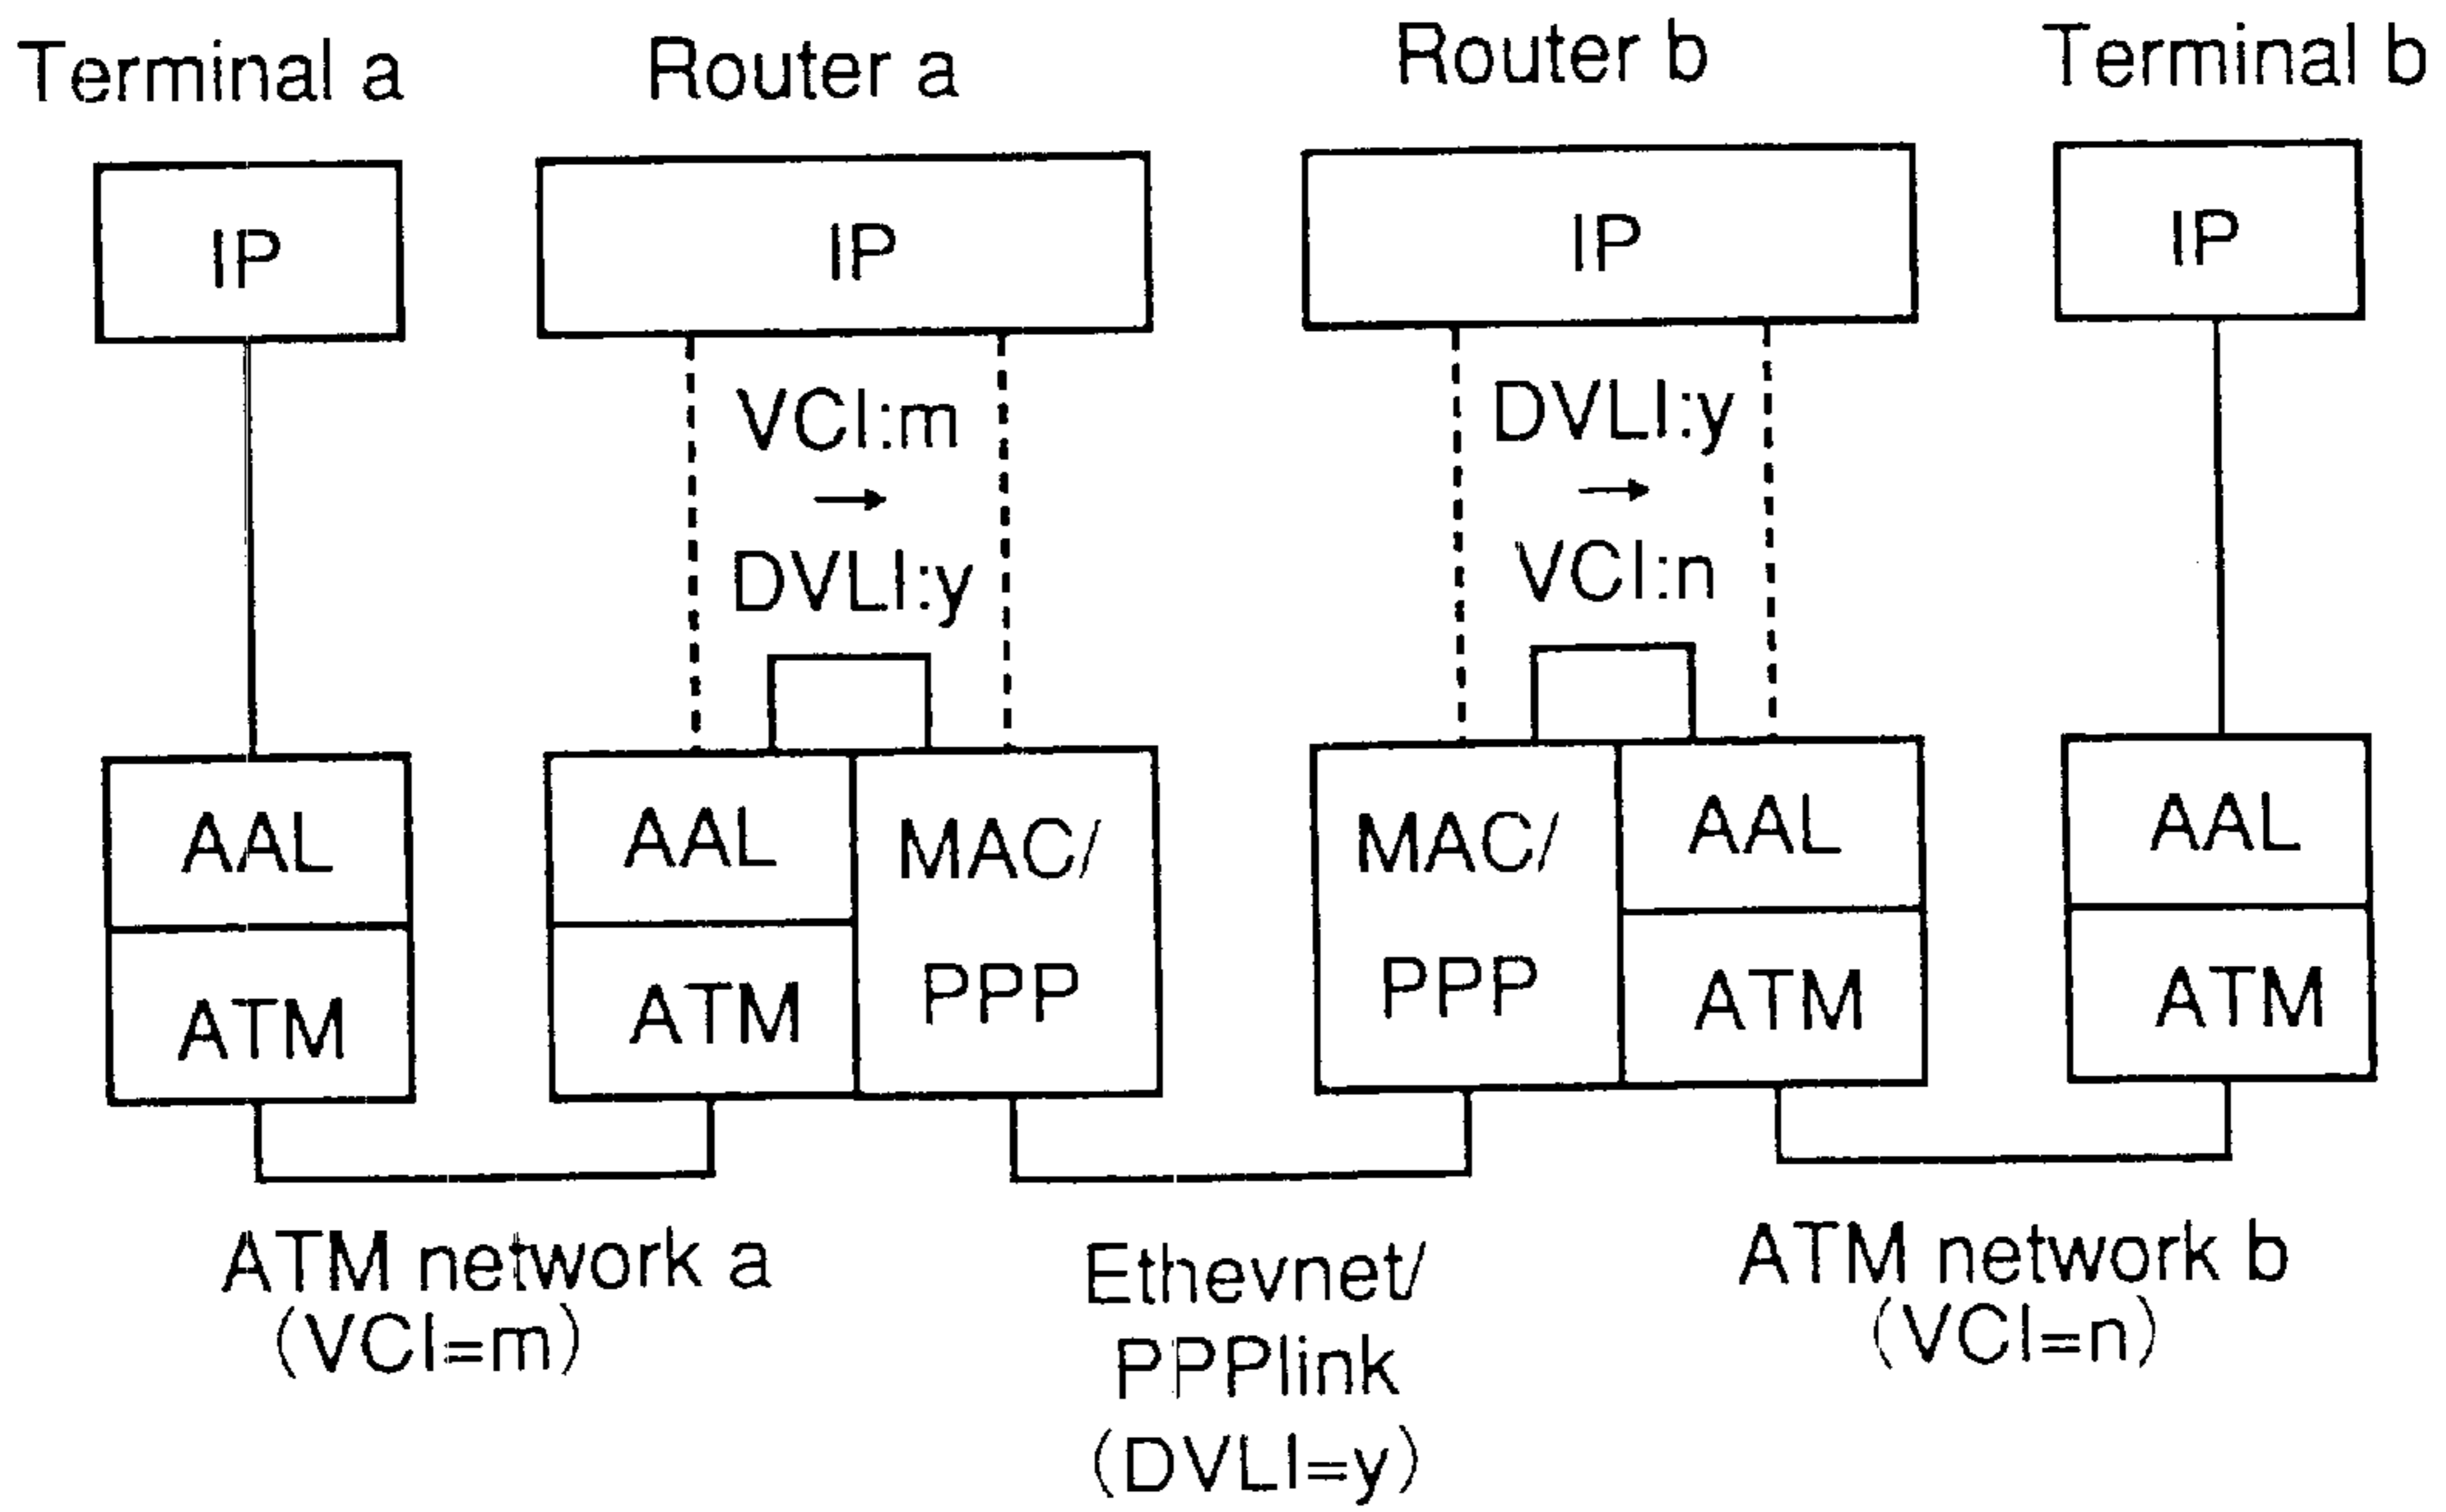 Terminal a
Router a
Router b
Terminal b
IP
IP
IP
IP
VCI:m
→
DVLI:y
DVLI:y
→
VCI:n
AAL
ATM
AAL
ATM
MAC/
PPP
MAC/
PPP
AAL
ATM
AAL
ATM
ATM network a
(VCI=m)
Ethevnet/
PPPlink
(DVLI=y)
ATM network b
(VCI=n)